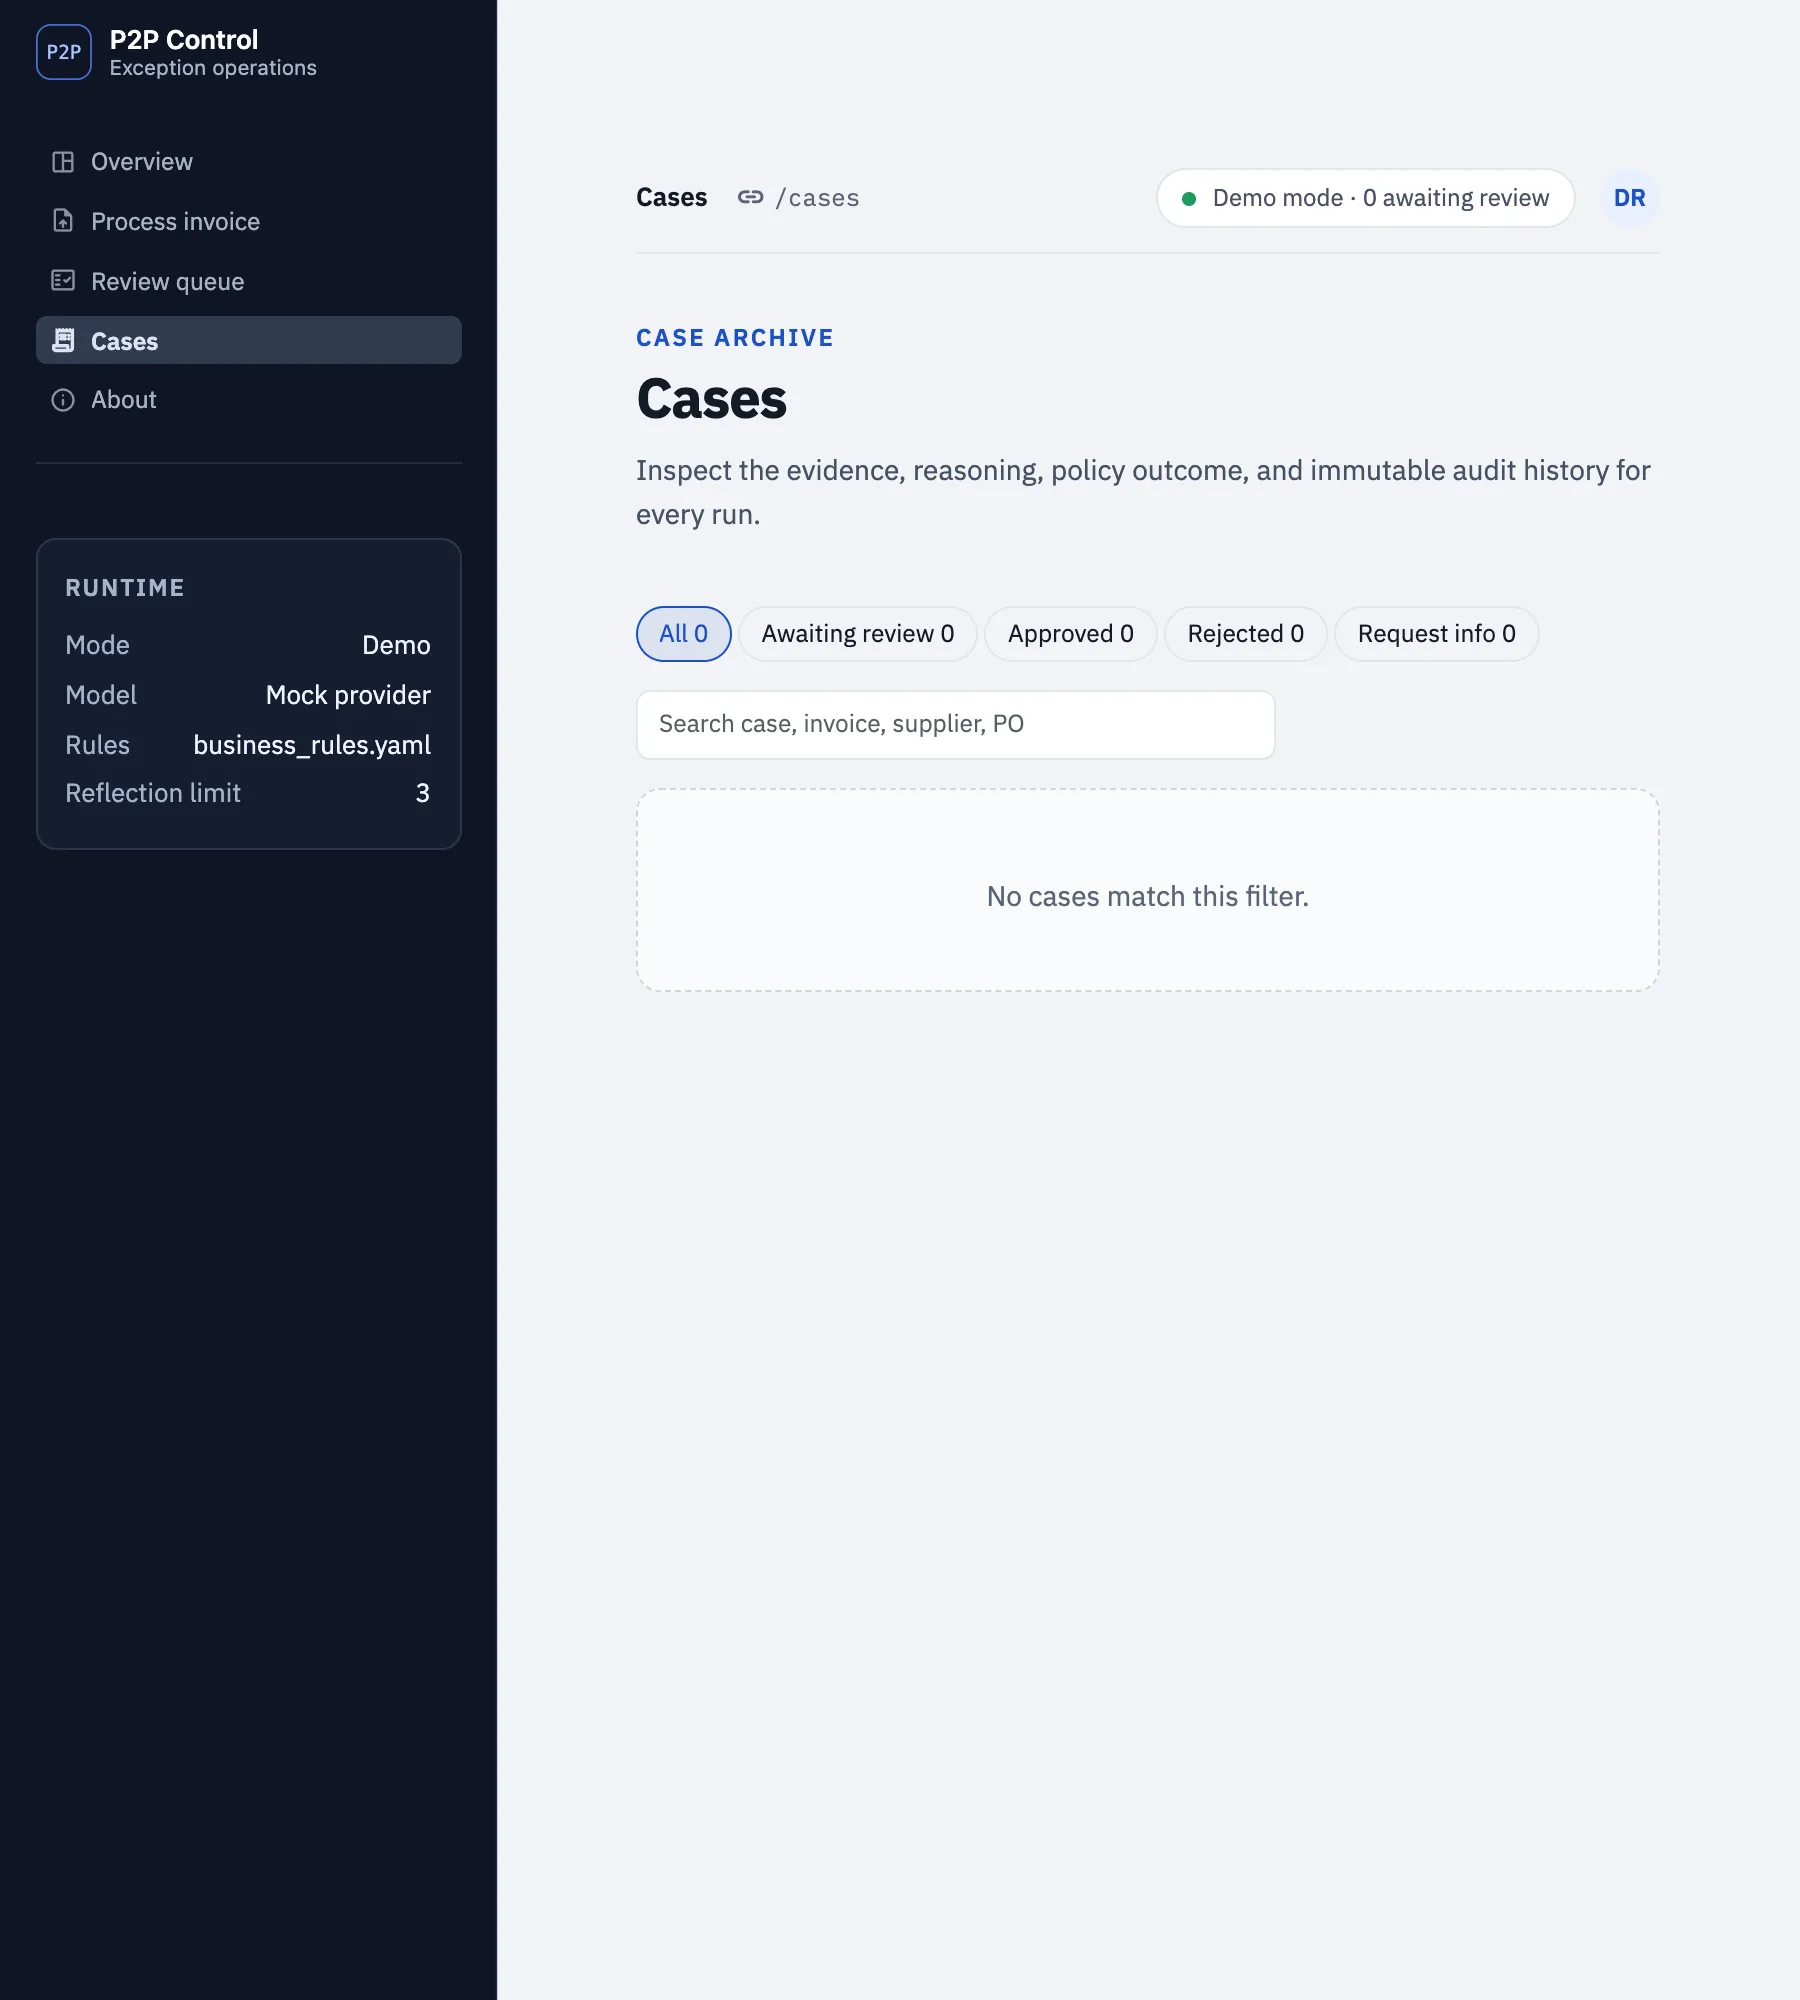 P2P
P2P Control
Exception operations
Overview
Process invoice
Review queue
Cases
About
RUNTIME
Mode Demo
Model Mock provider
Rules business_rules.yaml
Reflection limit 3
Cases /cases
Demo mode · 0 awaiting review
DR
CASE ARCHIVE
Cases
Inspect the evidence, reasoning, policy outcome, and immutable audit history for
every run.
All 0
Awaiting review 0
Approved 0
Rejected 0
Request info 0
Search case, invoice, supplier, PO
No cases match this filter.